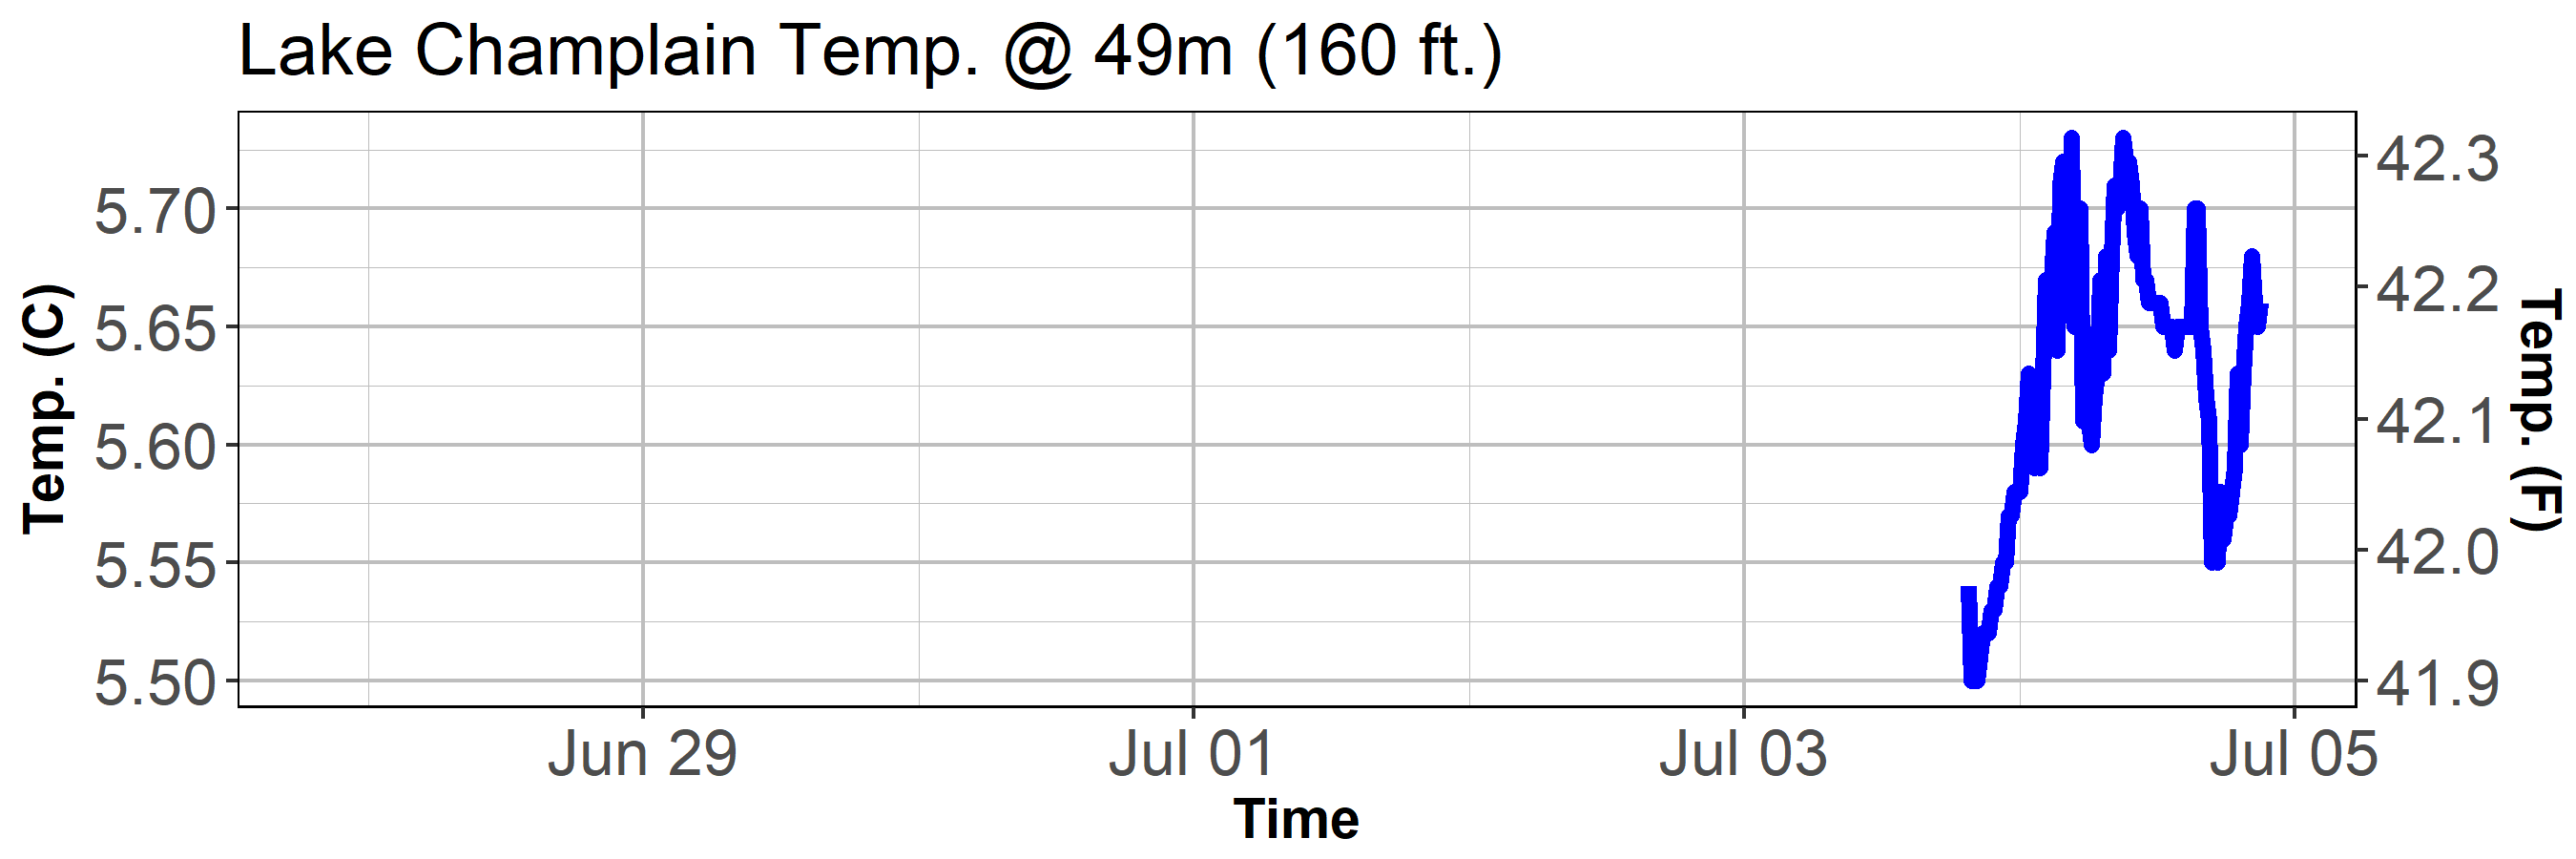 Lake Champlain Temp. @ 49m (160 ft.)
Temp. (C)
5.70
5.65
5.60
5.55
5.50
42.3
42.2
42.1
42.0
41.9
Temp. (F)
Jun 29
Jul 01
Jul 03
Jul 05
Time